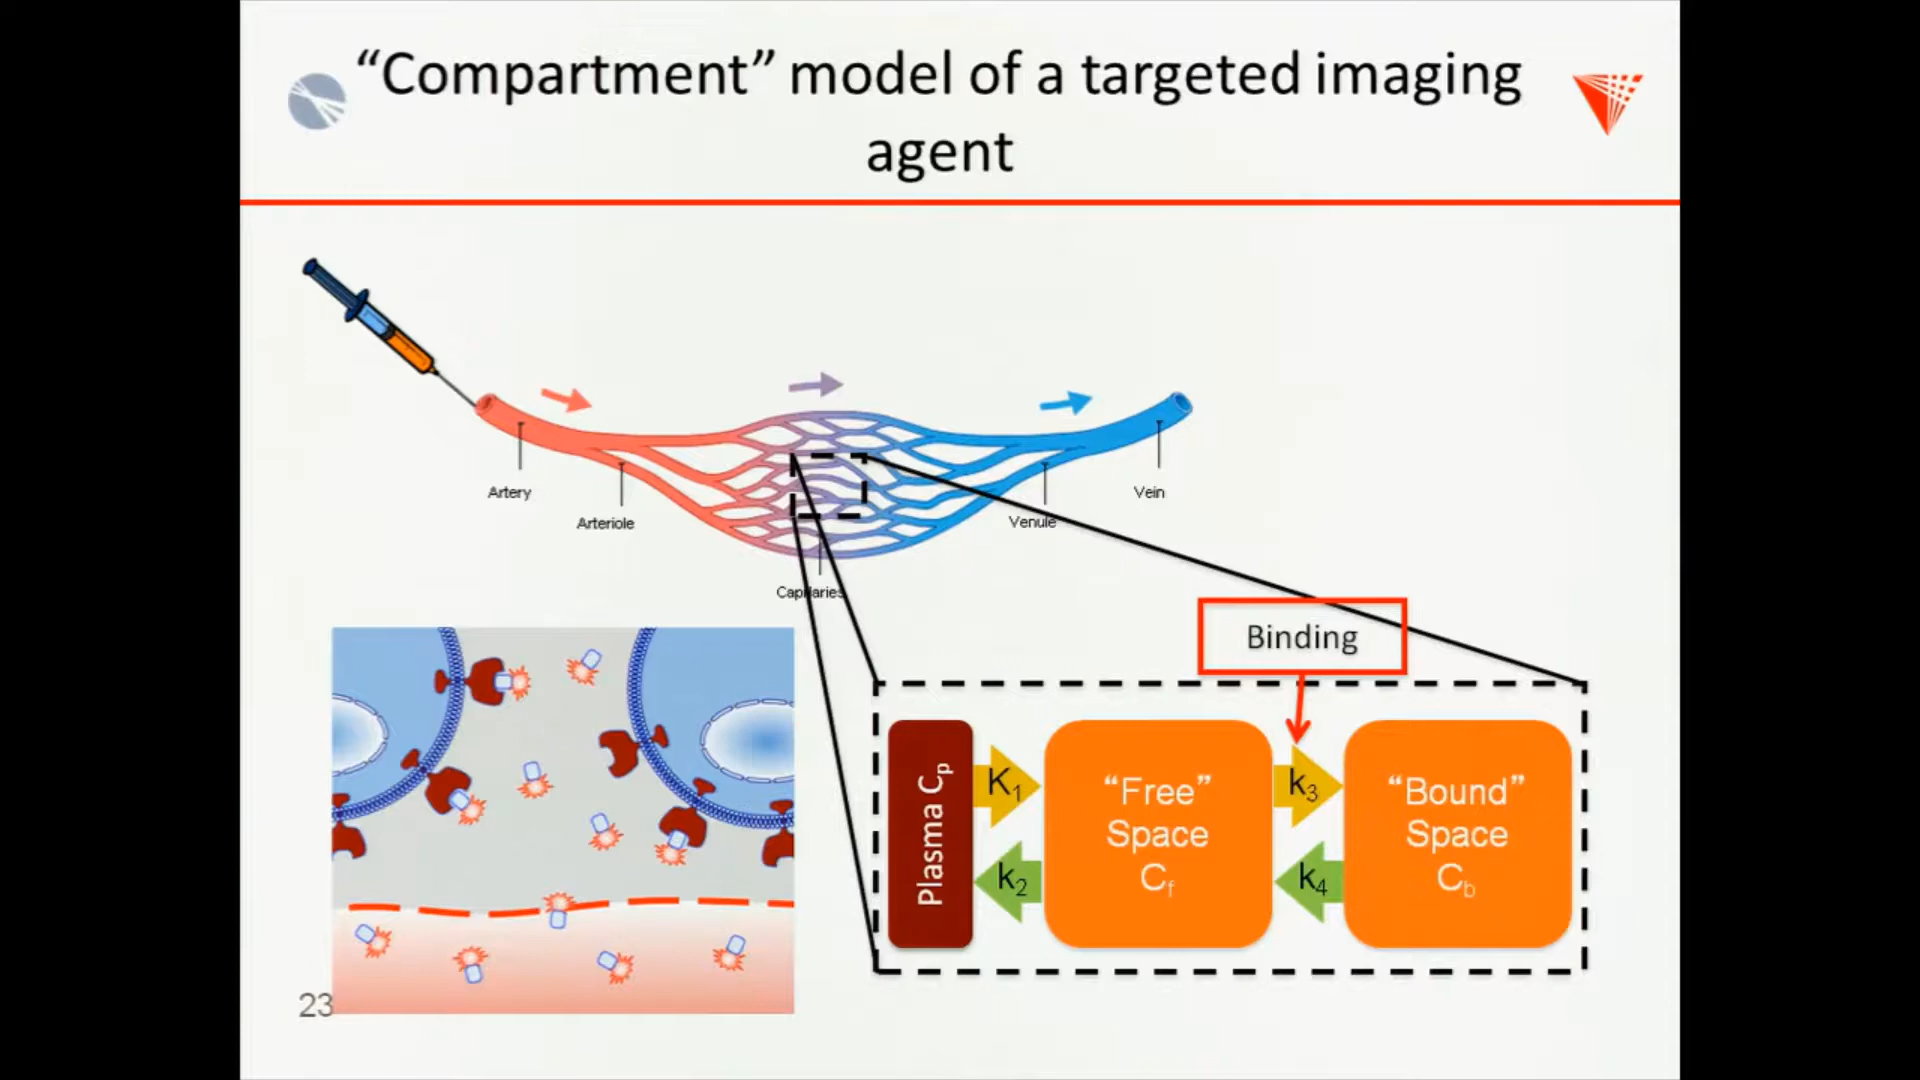 “Compartment” model of a targeted imaging
agent
Artery
Arteriole
Capillaries
Venule
Vein
Binding
Plasma Cp
K1
k2
“Free”
Space
Cf
k3
k4
“Bound”
Space
Cb
23